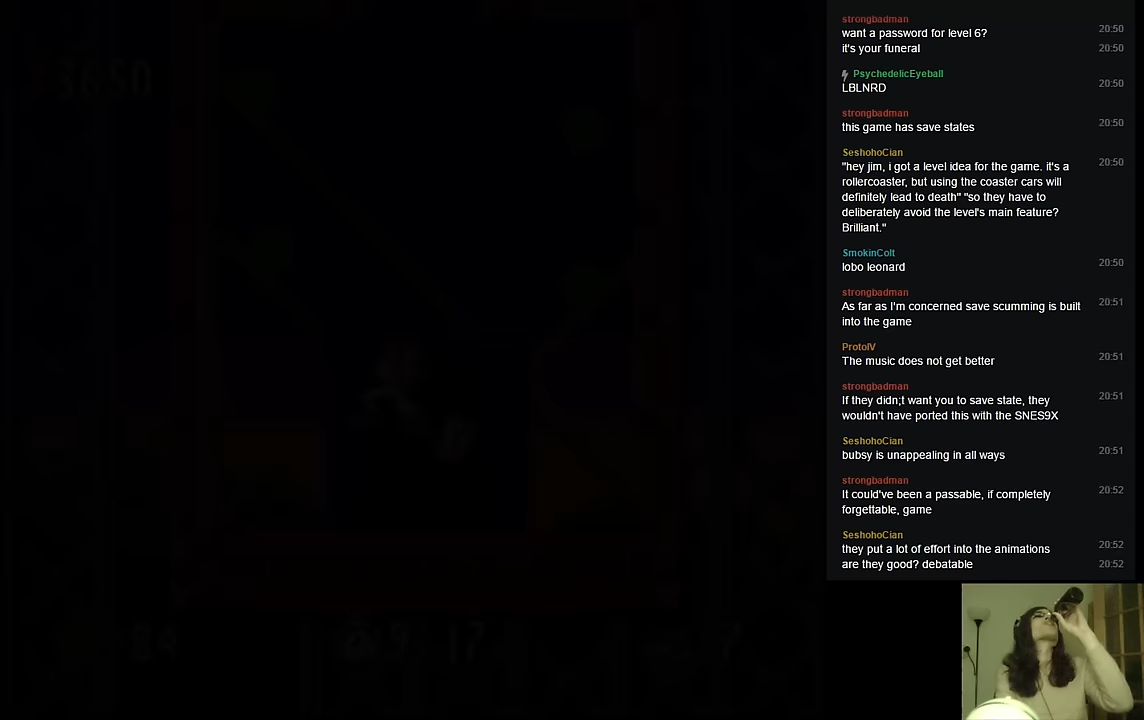 strongbadman
want a password for level 6? 20:50
it's your funeral 20:50
PsychedelicEyeball
LBLNRD 20:50
strongbadman
this game has save states 20:50
SeshohoCian
"hey jim, i got a level idea for the game. it's a 20:50
rollercoaster, but using the coaster cars will
definitely lead to death" "so they have to
deliberately avoid the level's main feature?
Brilliant."
SmokinColt
lobo leonard 20:50
strongbadman
As far as I'm concerned save scumming is built 20:51
into the game
ProtoIV
The music does not get better 20:51
strongbadman
If they didn;t want you to save state, they 20:51
wouldn't have ported this with the SNES9X
SeshohoCian
bubsy is unappealing in all ways 20:51
strongbadman
It could've been a passable, if completely 20:52
forgettable, game
SeshohoCian
they put a lot of effort into the animations 20:52
are they good? debatable 20:52